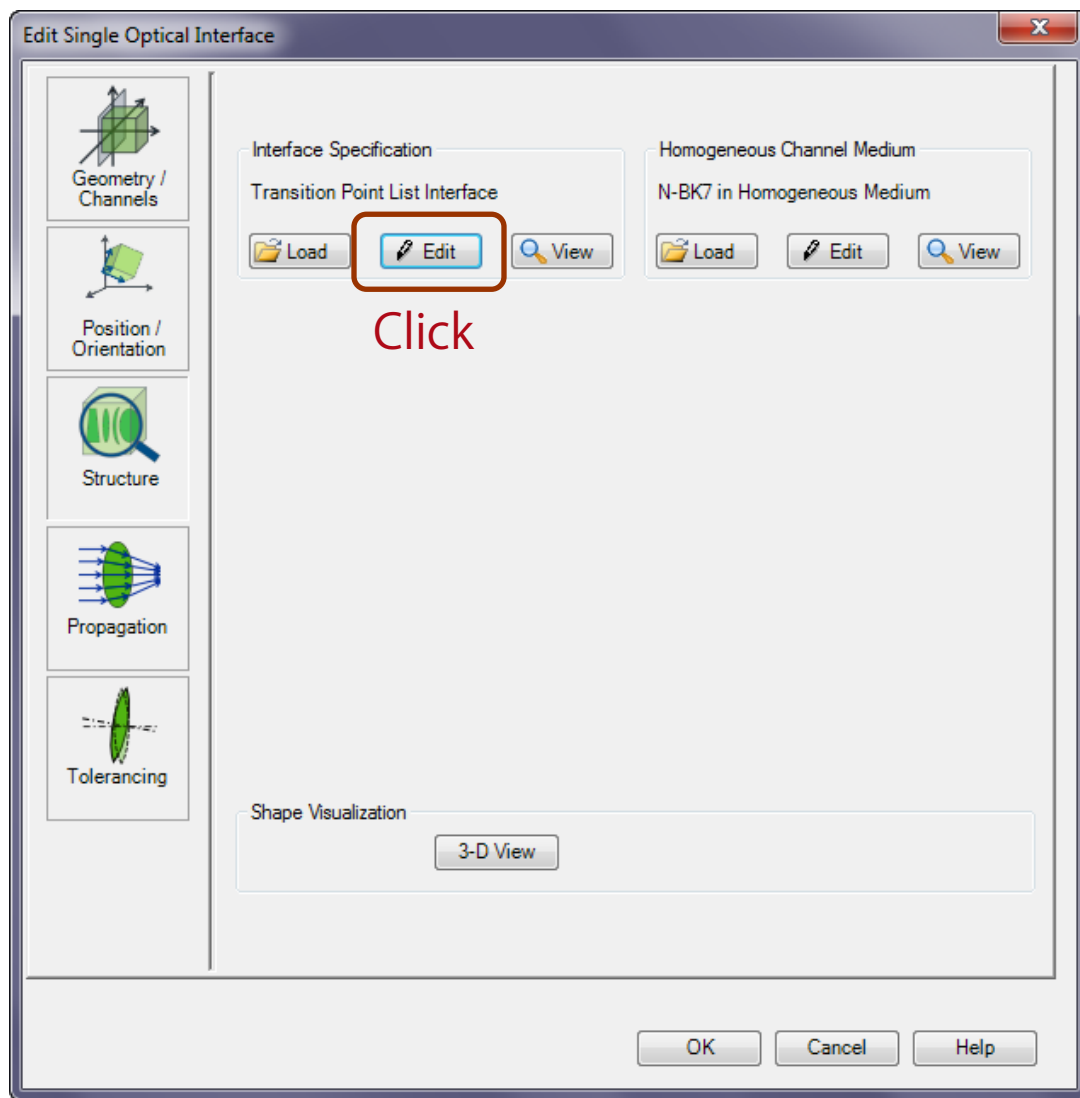 Edit Single Optical Interface
x
Geometry /
Channels
Position /
Orientation
Structure
Propagation
Tolerancing
Interface Specification
Transition Point List Interface
Load
Edit
View
Click
Homogeneous Channel Medium
N-BK7 in Homogeneous Medium
Load
Edit
View
Shape Visualization
3-D View
OK
Cancel
Help